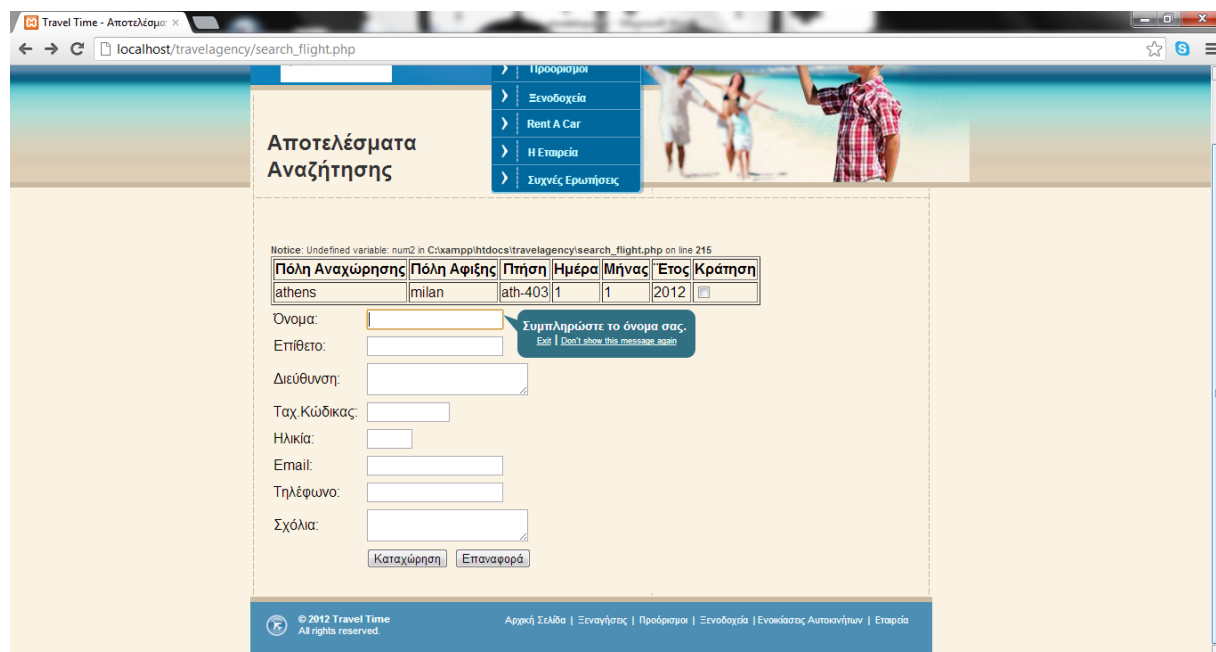 Travel Time - Αποτελέσμα
localhost/travelagency/search_flight.php
Προορισμοί
Ξενοδοχεία
Rent A Car
Η Εταιρεία
Συχνές Ερωτήσεις
Αποτελέσματα
Αναζήτησης
Notice: Undefined variable: num2 in C:\xampp\htdocs\travelagency\search_flight.php on line 215
Πόλη Αναχώρησης Πόλη Αφιξης Πτήση Ημέρα Μήνας Έτος Κράτηση
athens milan ath-403 1 1 2012
Όνομα:
Συμπληρώστε το όνομα σας.
Exit | Don't show this message again
Επίθετο:
Διεύθυνση:
Ταχ.Κώδικας:
Ηλικία:
Email:
Τηλέφωνο:
Σχόλια:
Καταχώρηση Επαναφορά
© 2012 Travel Time
All rights reserved.
Αρχική Σελίδα | Ξεναγήσεις | Προόρισμοι | Ξενοδοχεία | Ενοικίασεις Αυτοκινήτων | Εταιρεία